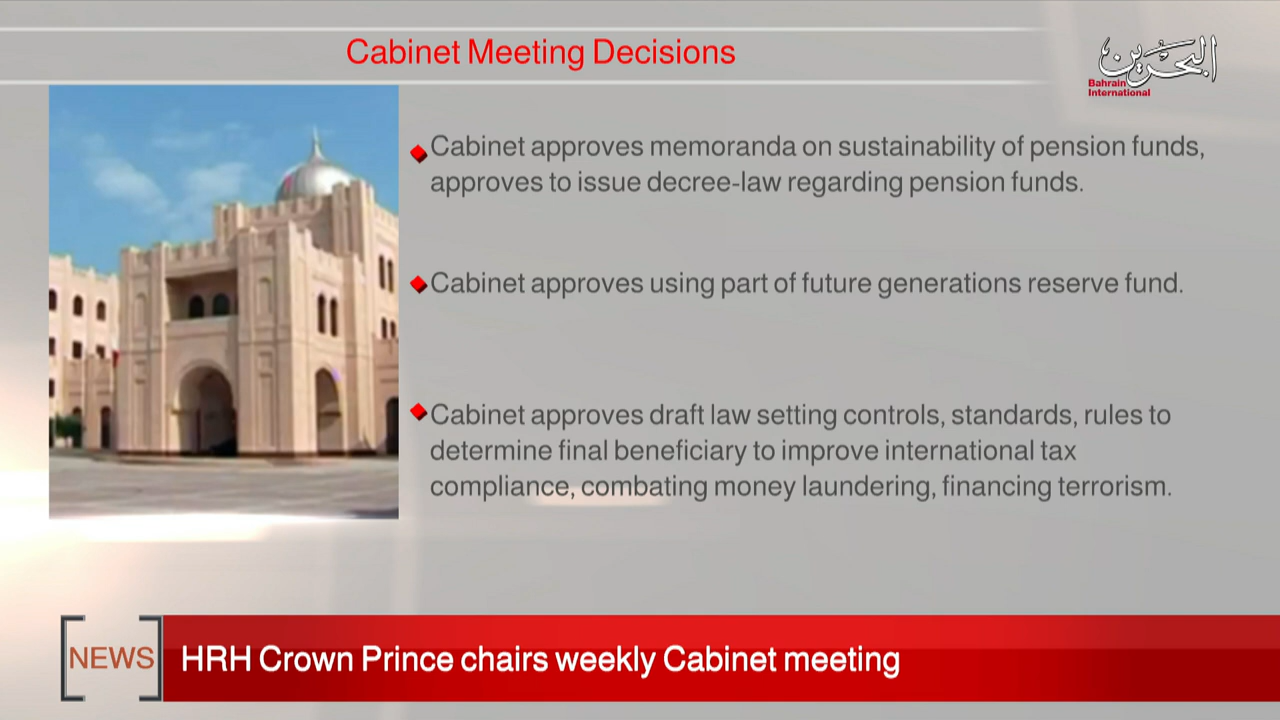 Cabinet Meeting Decisions
البحرين
Bahrain
International
Cabinet approves memoranda on sustainability of pension funds,
approves to issue decree-law regarding pension funds.
Cabinet approves using part of future generations reserve fund.
Cabinet approves draft law setting controls, standards, rules to
determine final beneficiary to improve international tax
compliance, combating money laundering, financing terrorism.
NEWS
HRH Crown Prince chairs weekly Cabinet meeting